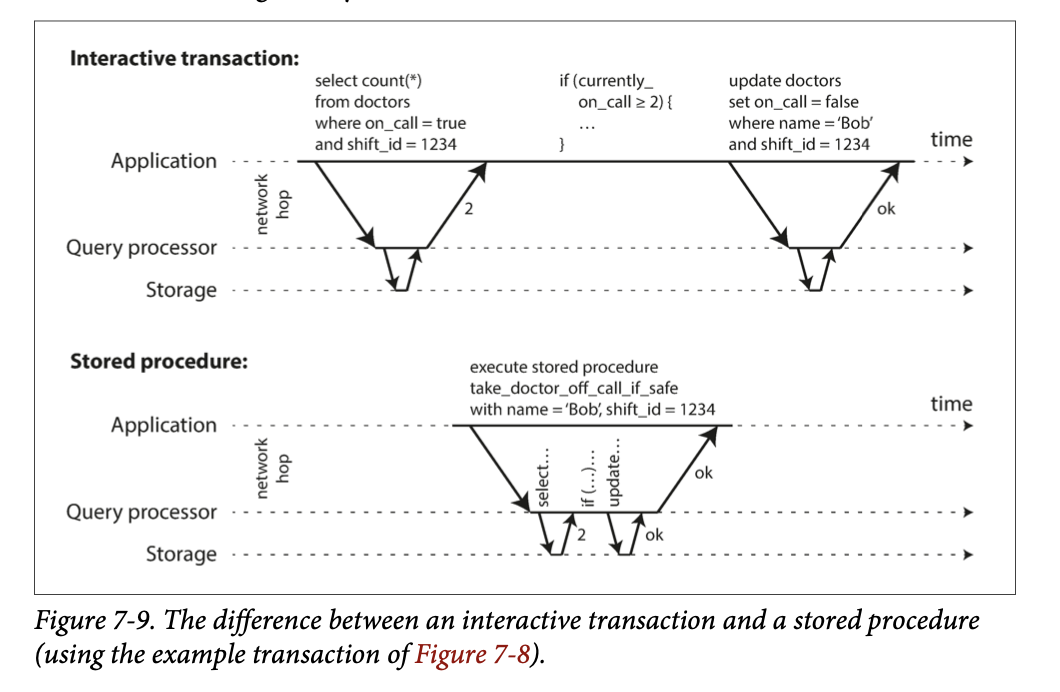 Interactive transaction:
select count(*)
from doctors
where on_call = true
and shift_id = 1234
if (currently_
on_call ≥ 2) {
...
}
update doctors
set on_call = false
where name = ‘Bob’
and shift_id = 1234
time
Application
network
hop
2
ok
Query processor
Storage
Stored procedure:
execute stored procedure
take_doctor_off_call_if_safe
with name = ‘Bob’, shift_id = 1234
time
Application
network
hop
select...
if (...)...
update...
ok
Query processor
2
ok
Storage
Figure 7-9. The difference between an interactive transaction and a stored procedure
(using the example transaction of Figure 7-8).